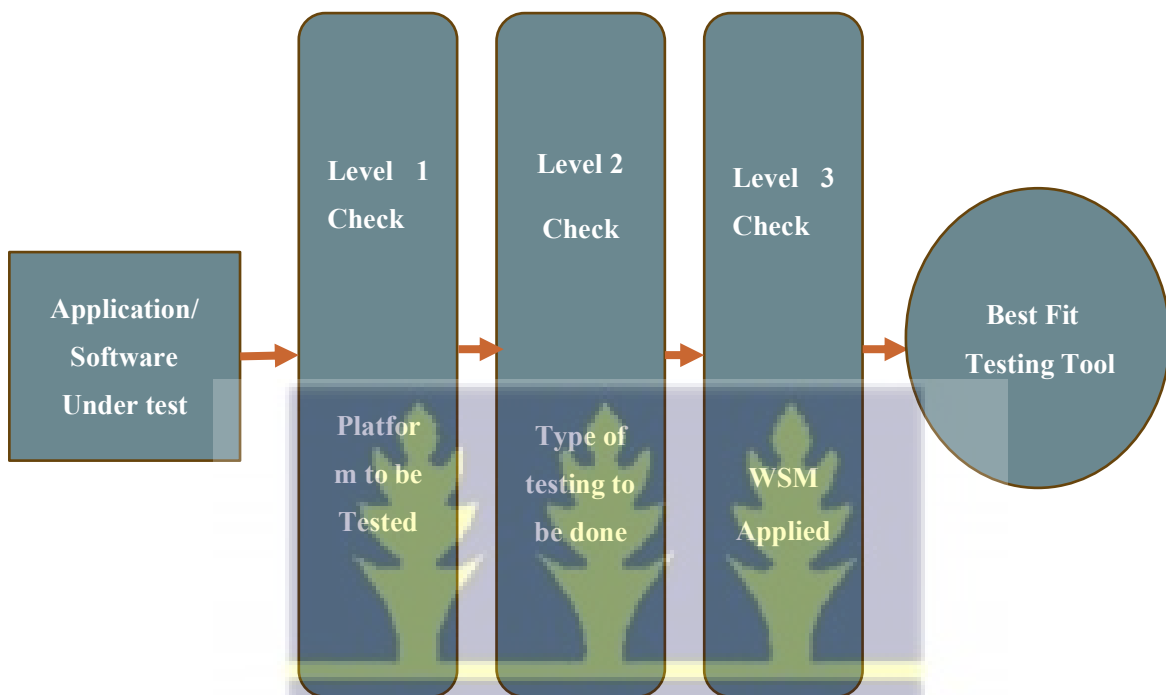 Application/
Software
Under test
Level 1
Check
Platfor
m to be
Tested
Level 2
Check
Type of
testing to
be done
Level 3
Check
WSM
Applied
Best Fit
Testing Tool